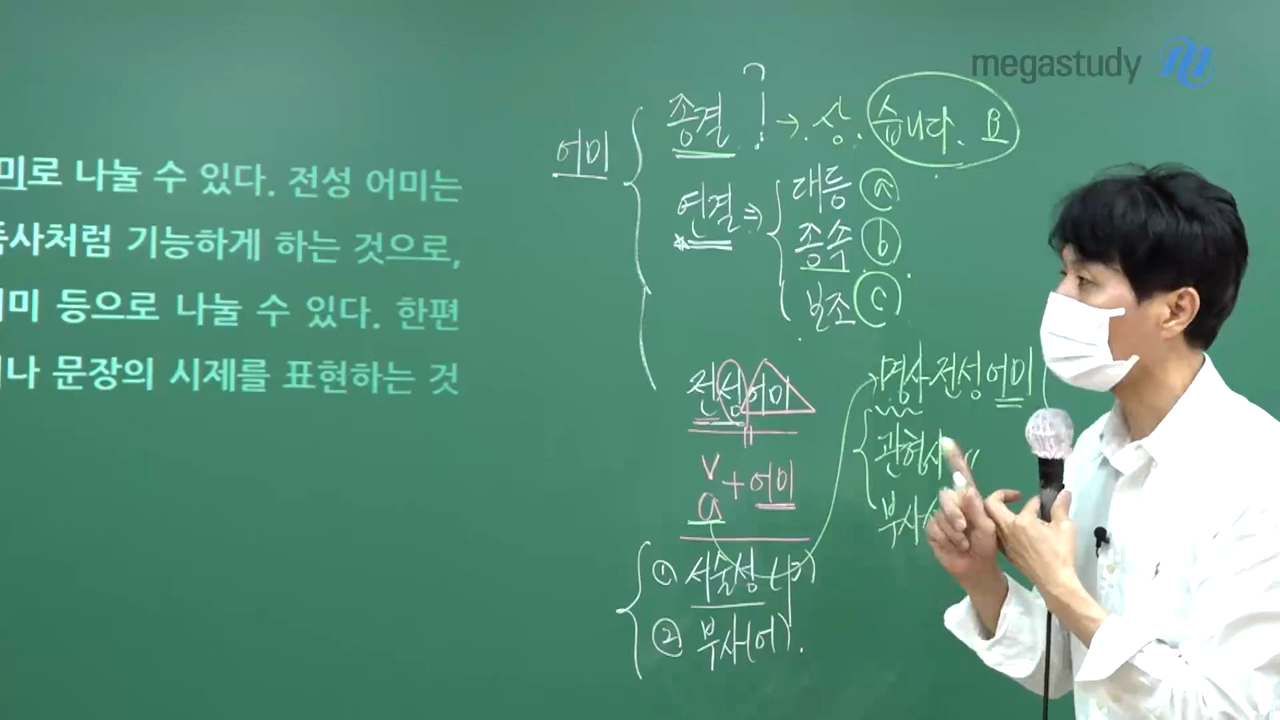 megastudy
미로 나눌 수 있다. 전성 어미는
사처럼 기능하게 하는 것으로,
미 등으로 나눌 수 있다. 한편
나 문장의 시제를 표현하는 것
어미
종결 ? ! . → 상. 습니다. 요
연결 ⇒
대등 ⓐ
종속 ⓑ
보조 ⓒ
전성어미
V
a + 어미
① 서술성
② 부사(어).
명사 전성 어미
관형사 〃
부사